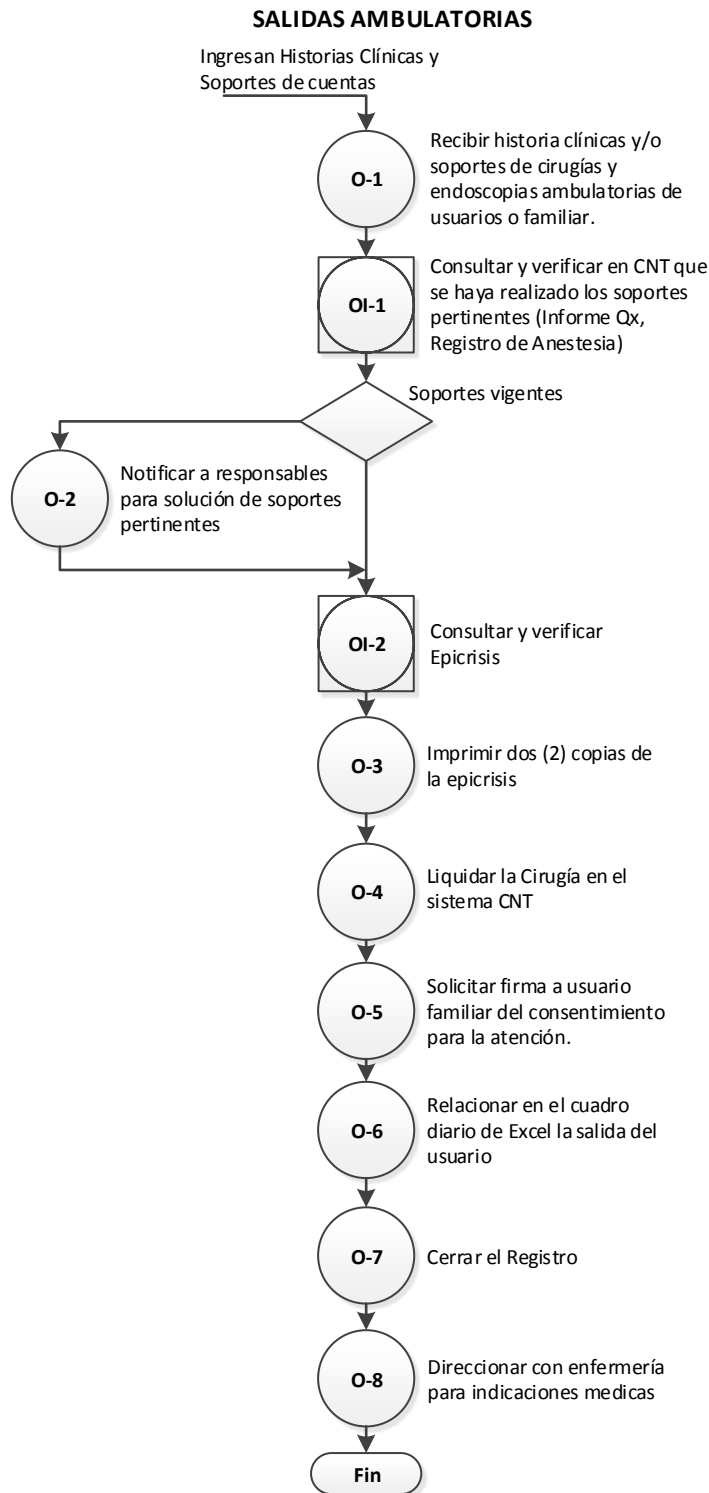 SALIDAS AMBULATORIAS
Ingresan Historias Clínicas y
Soportes de cuentas
O-1
Recibir historia clínicas y/o
soportes de cirugías y
endoscopias ambulatorias de
usuarios o familiar.
OI-1
Consultar y verificar en CNT que
se haya realizado los soportes
pertinentes (Informe Qx,
Registro de Anestesia)
Soportes vigentes
O-2
Notificar a responsables
para solución de soportes
pertinentes
OI-2
Consultar y verificar
Epicrisis
O-3
Imprimir dos (2) copias de
la epicrisis
O-4
Liquidar la Cirugía en el
sistema CNT
O-5
Solicitar firma a usuario
familiar del consentimiento
para la atención.
O-6
Relacionar en el cuadro
diario de Excel la salida del
usuario
O-7
Cerrar el Registro
O-8
Direccionar con enfermería
para indicaciones medicas
Fin